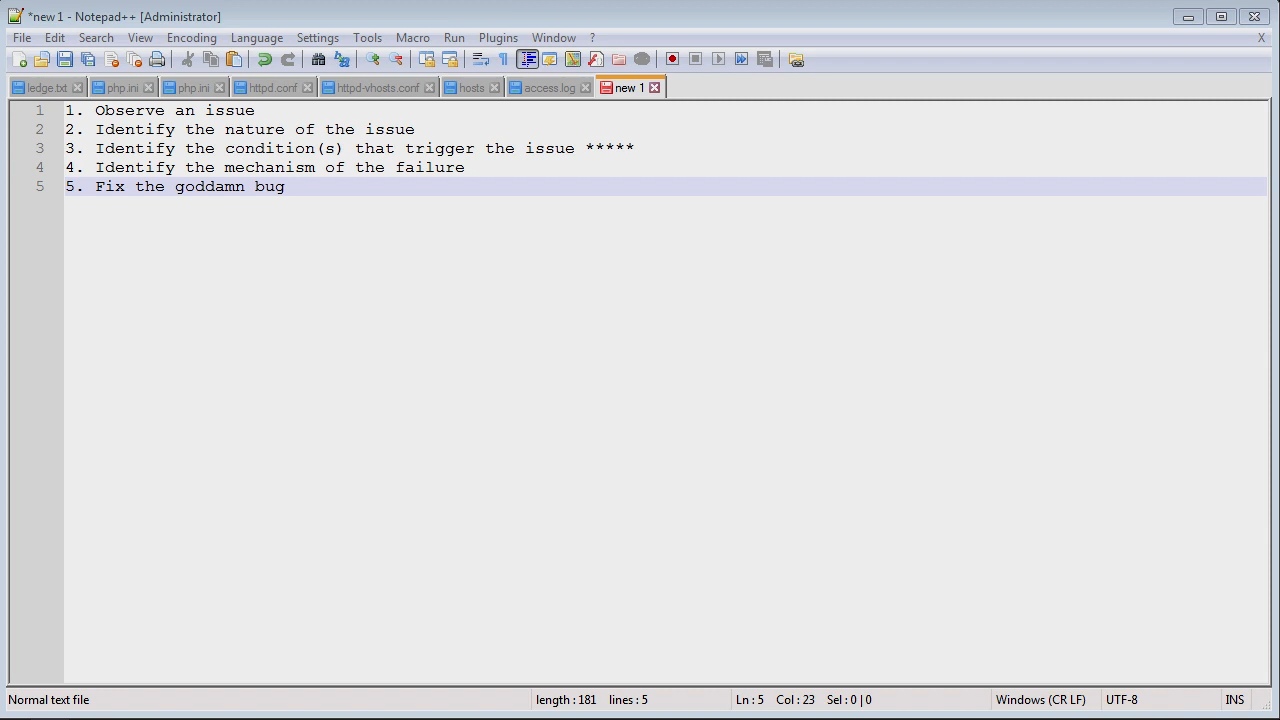 *new 1 - Notepad++ [Administrator]
File Edit Search View Encoding Language Settings Tools Macro Run Plugins Window ? X
ledge.txt php.ini php.ini httpd.conf httpd-vhosts.conf hosts access.log new 1
1 1. Observe an issue
2 2. Identify the nature of the issue
3 3. Identify the condition(s) that trigger the issue *****
4 4. Identify the mechanism of the failure
5 5. Fix the goddamn bug
Normal text file length : 181 lines : 5 Ln : 5 Col : 23 Sel : 0 | 0 Windows (CR LF) UTF-8 INS